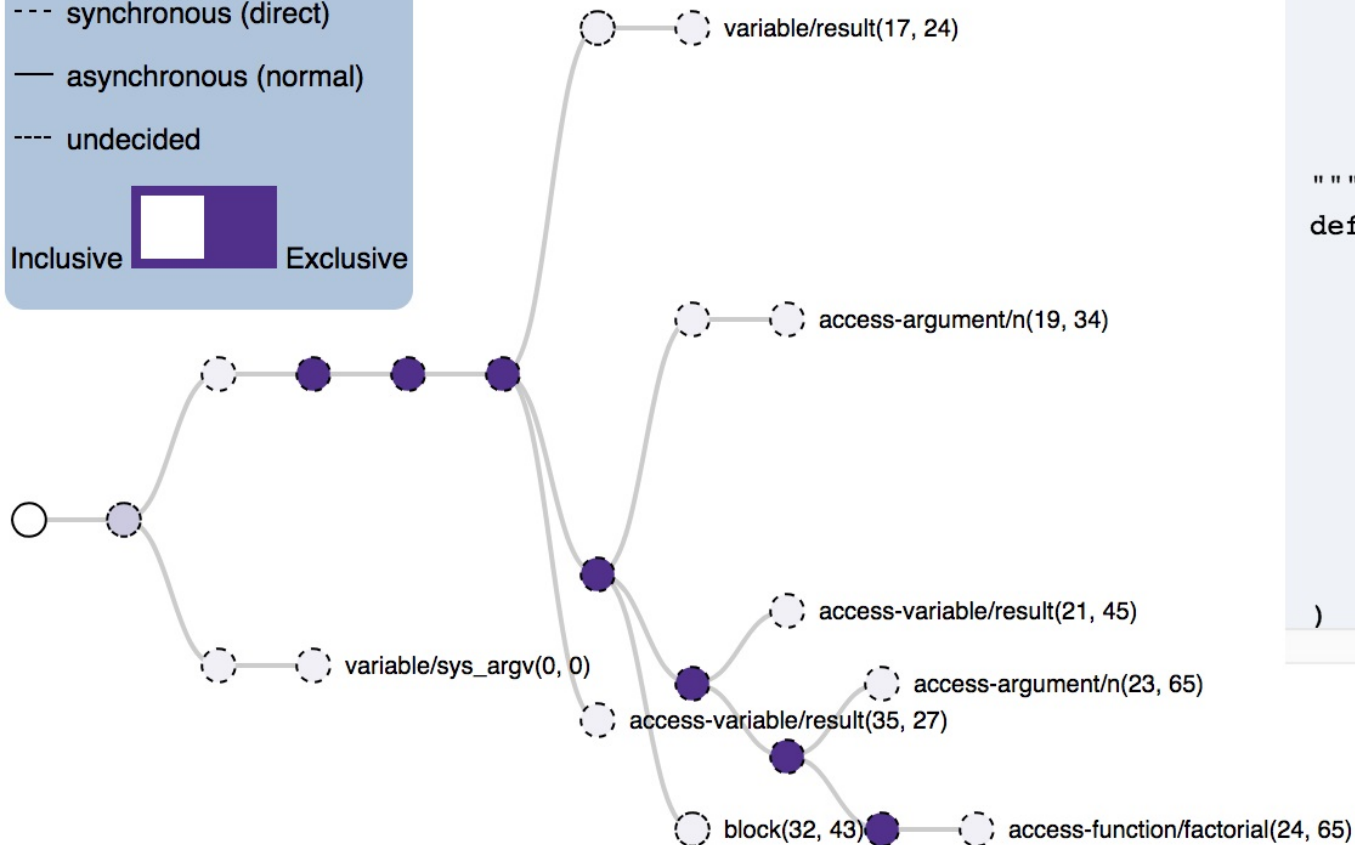 synchronous (direct)
asynchronous (normal)
undecided
Inclusive
Exclusive
variable/result(17, 24)
access-argument/n(19, 34)
access-variable/result(21, 45)
variable/sys_argv(0, 0)
access-argument/n(23, 65)
access-variable/result(35, 27)
block(32, 43)
access-function/factorial(24, 65)
"""
def
)